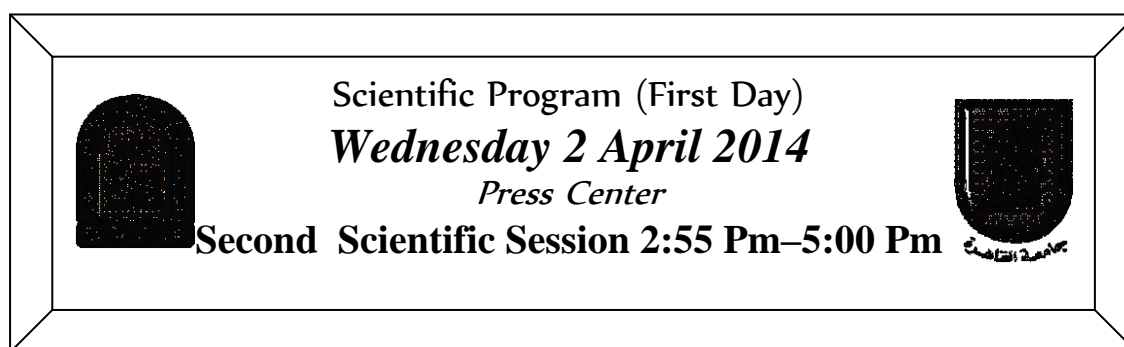 Scientific Program (First Day)
Wednesday 2 April 2014
Press Center
Second Scientific Session 2:55 Pm–5:00 Pm